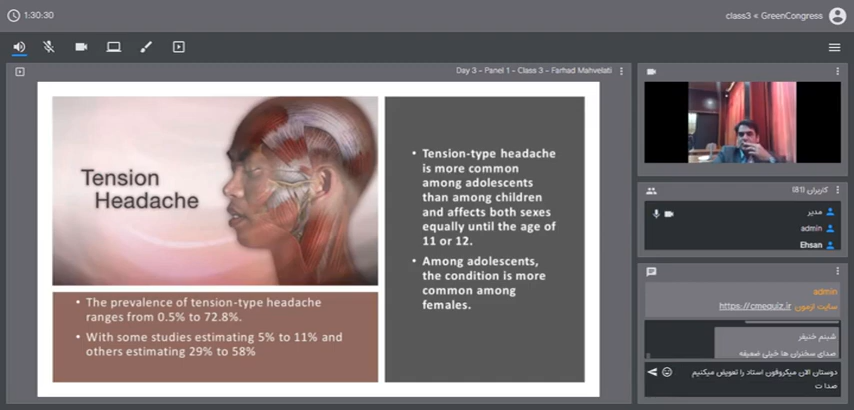 1:30:30
class3 < GreenCongress
Day 3 - Panel 1 - Class 3 - Farhad Mahvelati
Tension
Headache
• The prevalence of tension-type headache
ranges from 0.5% to 72.8%.
• With some studies estimating 5% to 11% and
others estimating 29% to 58%
• Tension-type headache
is more common
among adolescents
than among children
and affects both sexes
equally until the age of
11 or 12.
• Among adolescents,
the condition is more
common among
females.
کاربران (81)
مدیر
admin
Ehsan
admin
سایت ازمون https://cmequiz.ir
شبنم خنیفر
صدای سخنران ها خیلی ضعیفه
دوستان الان میکروفون استاد را تعویض میکنیم
صدا ت